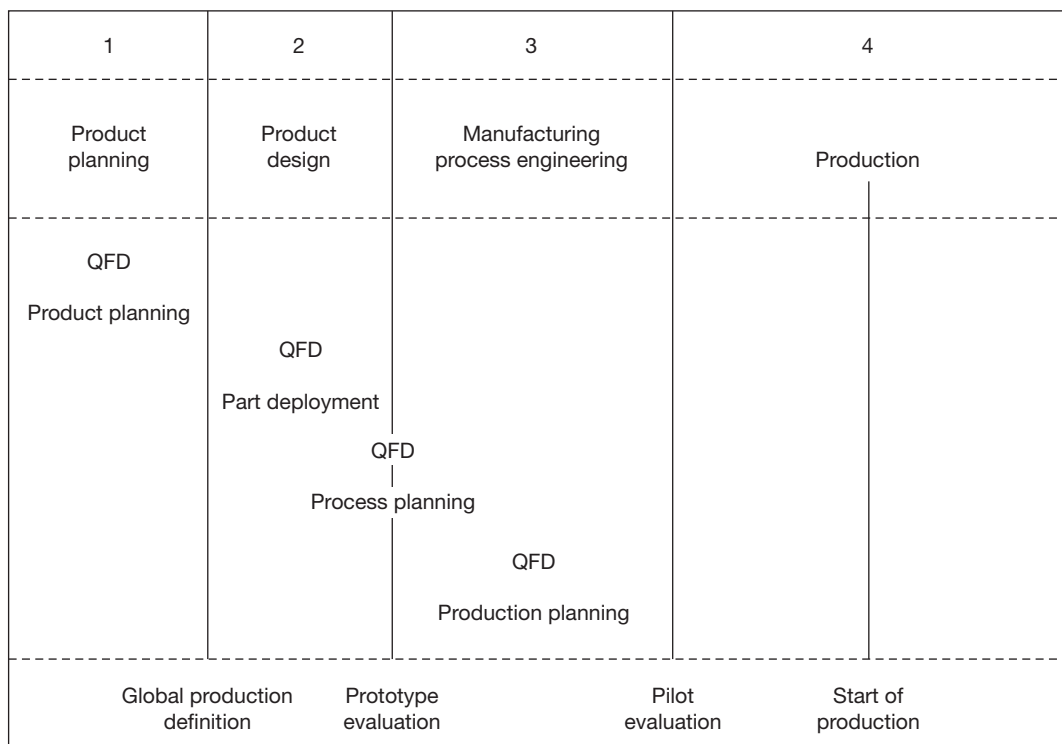 1 2 3 4
Product Product Manufacturing
planning design process engineering Production
QFD
Product planning
QFD
Part deployment
QFD
Process planning
QFD
Production planning
Global production Prototype Pilot Start of
definition evaluation evaluation production